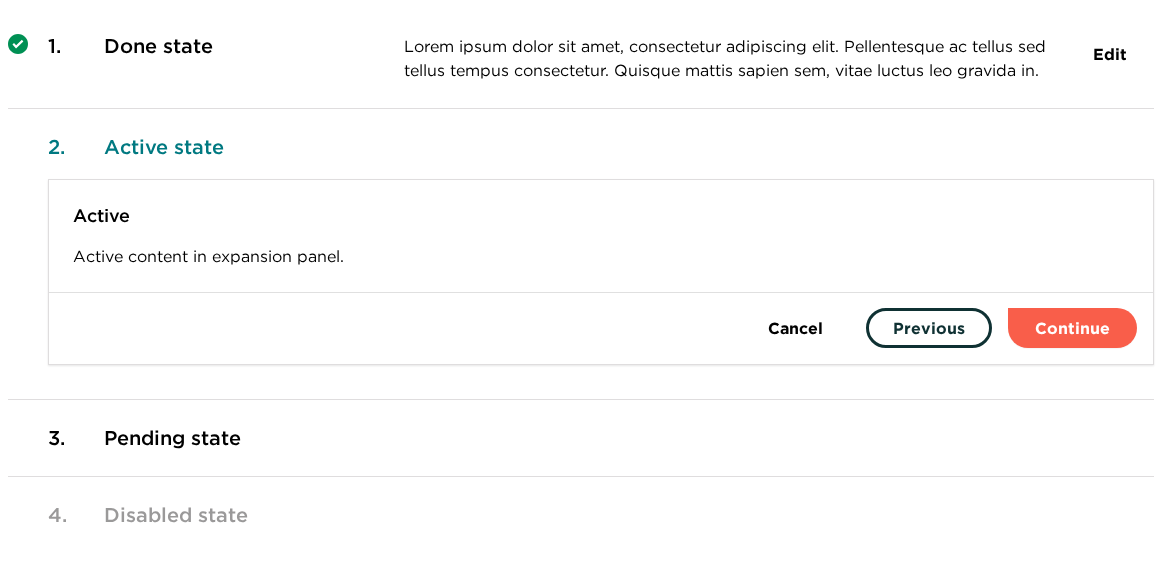 1. Done state
Lorem ipsum dolor sit amet, consectetur adipiscing elit. Pellentesque ac tellus sed
tellus tempus consectetur. Quisque mattis sapien sem, vitae luctus leo gravida in.
Edit
2. Active state
Active
Active content in expansion panel.
Cancel Previous Continue
3. Pending state
4. Disabled state